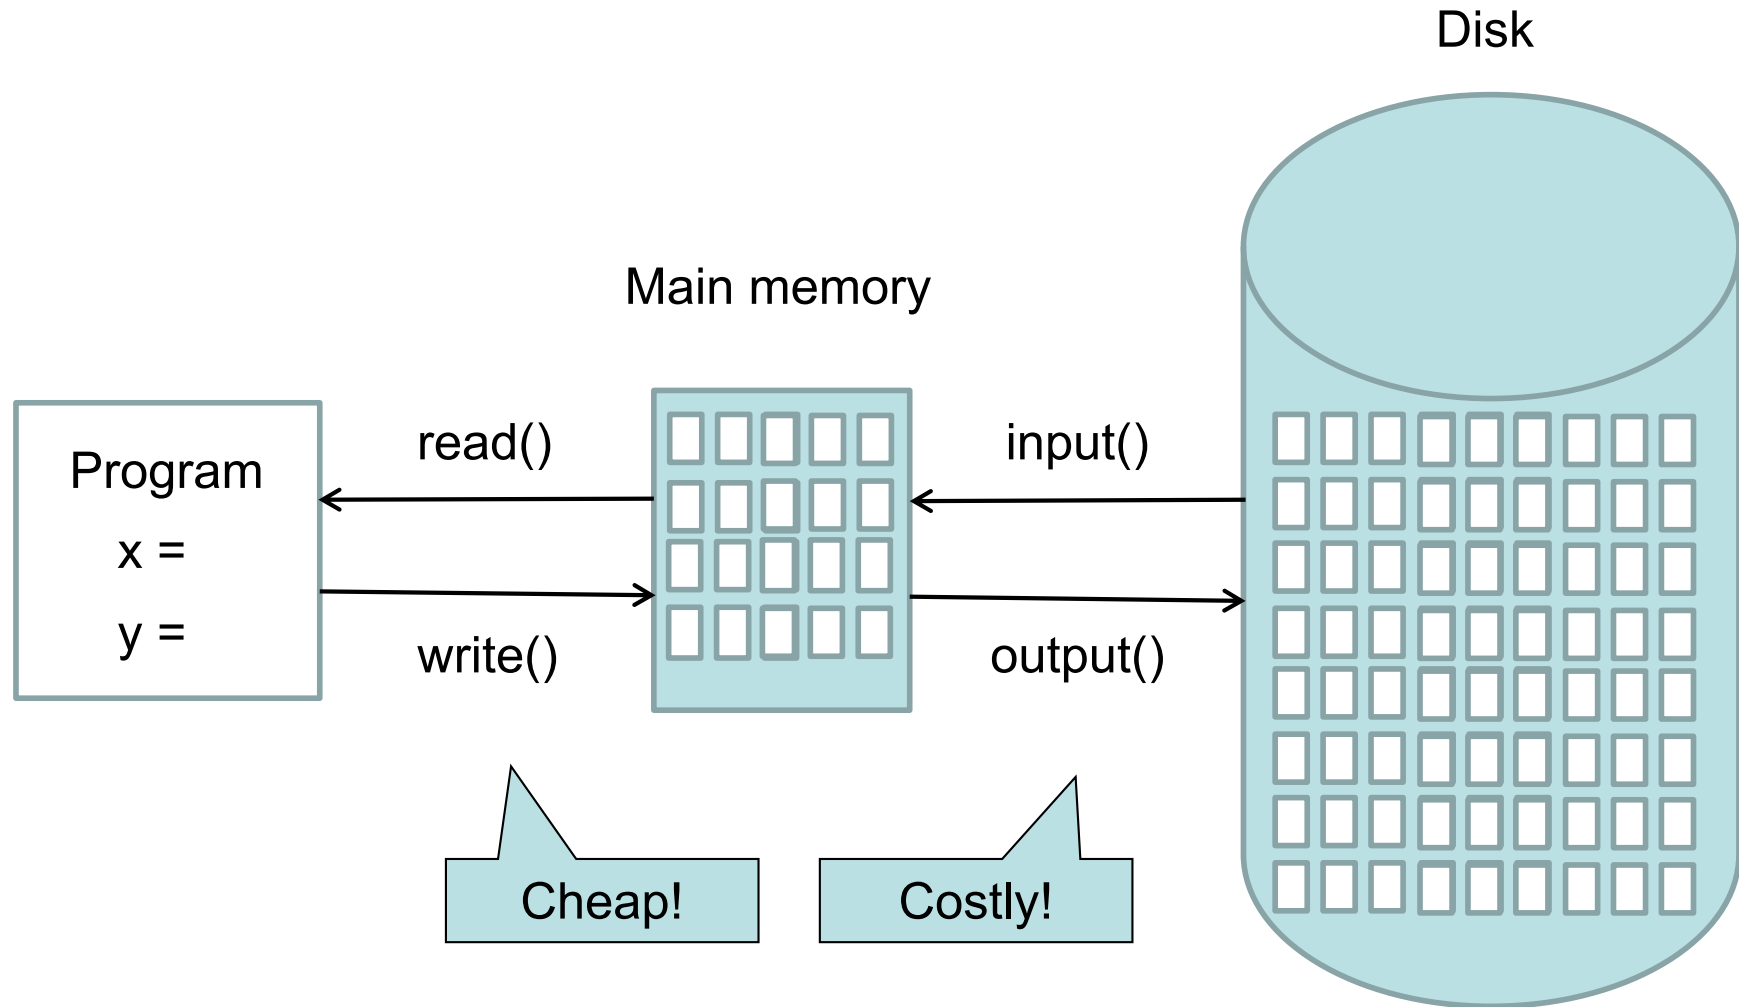 Disk
Main memory
Program
x =
y =
read()
write()
input()
output()
Cheap!
Costly!